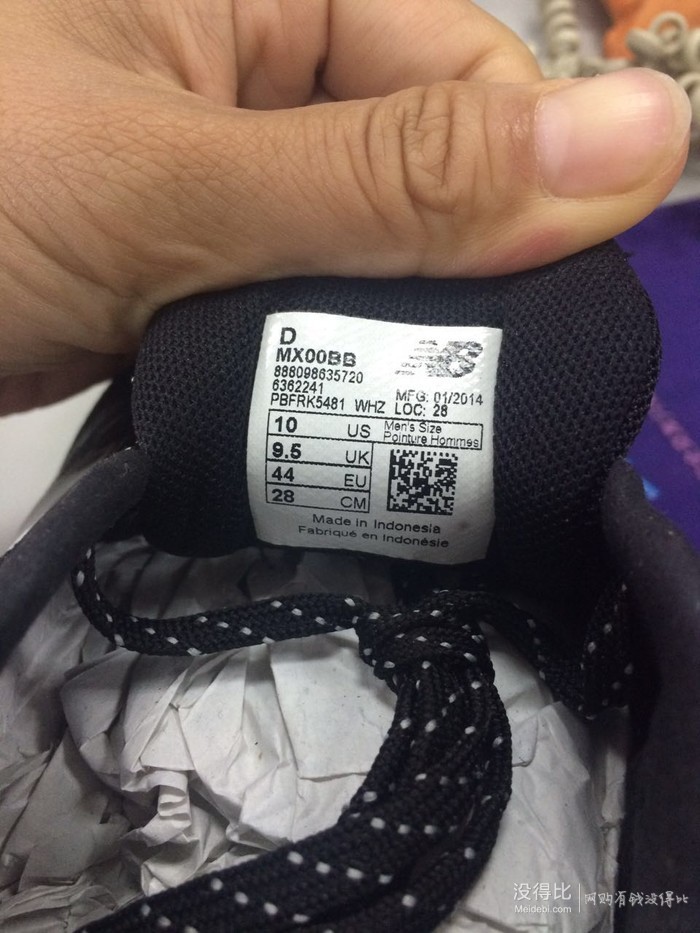 D
MX00BB
NB
888098635720
6362241
PBFRK5481 WHZ
MFG: 01/2014
LOC: 28
10 US
Men's Size
Pointure Hommes
9.5 UK
44 EU
28 CM
Made in Indonesia
Fabriqué en Indonésie
没得比
Meidebi.com
网购有钱没得比